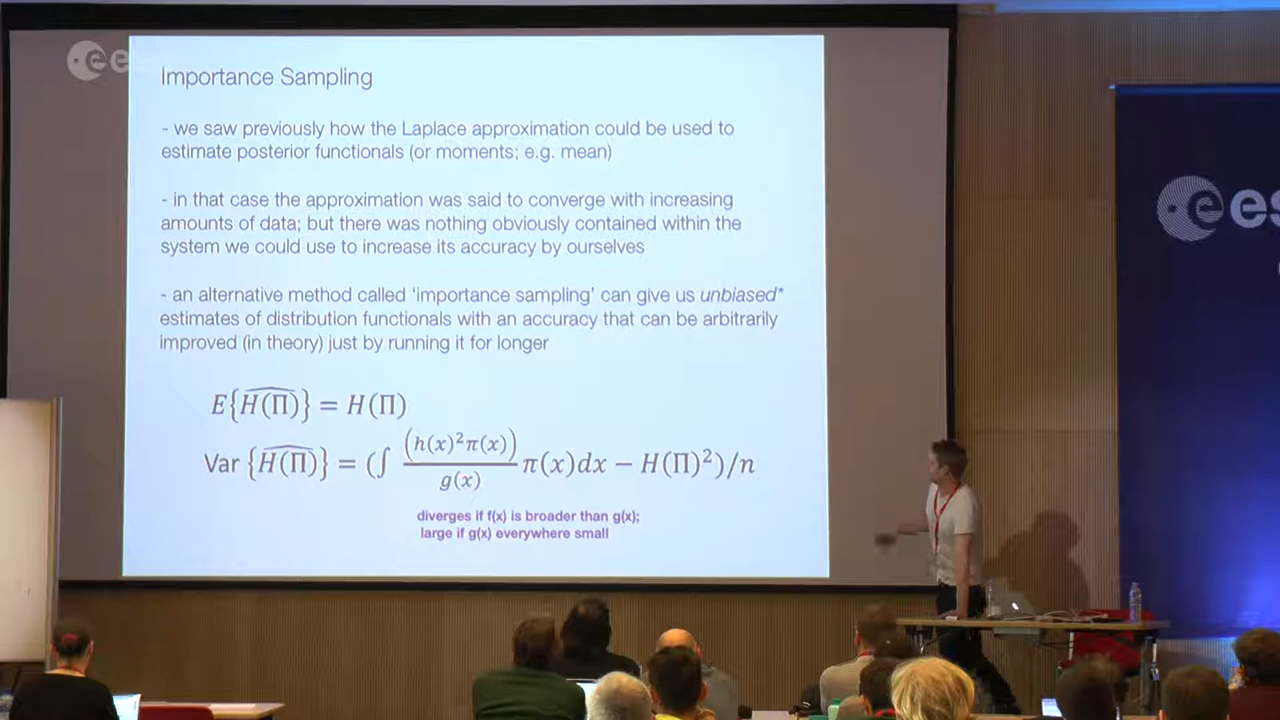 ee
Importance Sampling
- we saw previously how the Laplace approximation could be used to
estimate posterior functionals (or moments; e.g. mean)
- in that case the approximation was said to converge with increasing
amounts of data; but there was nothing obviously contained within the
system we could use to increase its accuracy by ourselves
- an alternative method called 'importance sampling' can give us unbiased*
estimates of distribution functionals with an accuracy that can be arbitrarily
improved (in theory) just by running it for longer
E{\widehat{H(Π)}} = H(Π)
Var {\widehat{H(Π)}} = (∫ (h(x)²π(x))/g(x) π(x)dx − H(Π)²)/n
diverges if f(x) is broader than g(x);
large if g(x) everywhere small
es